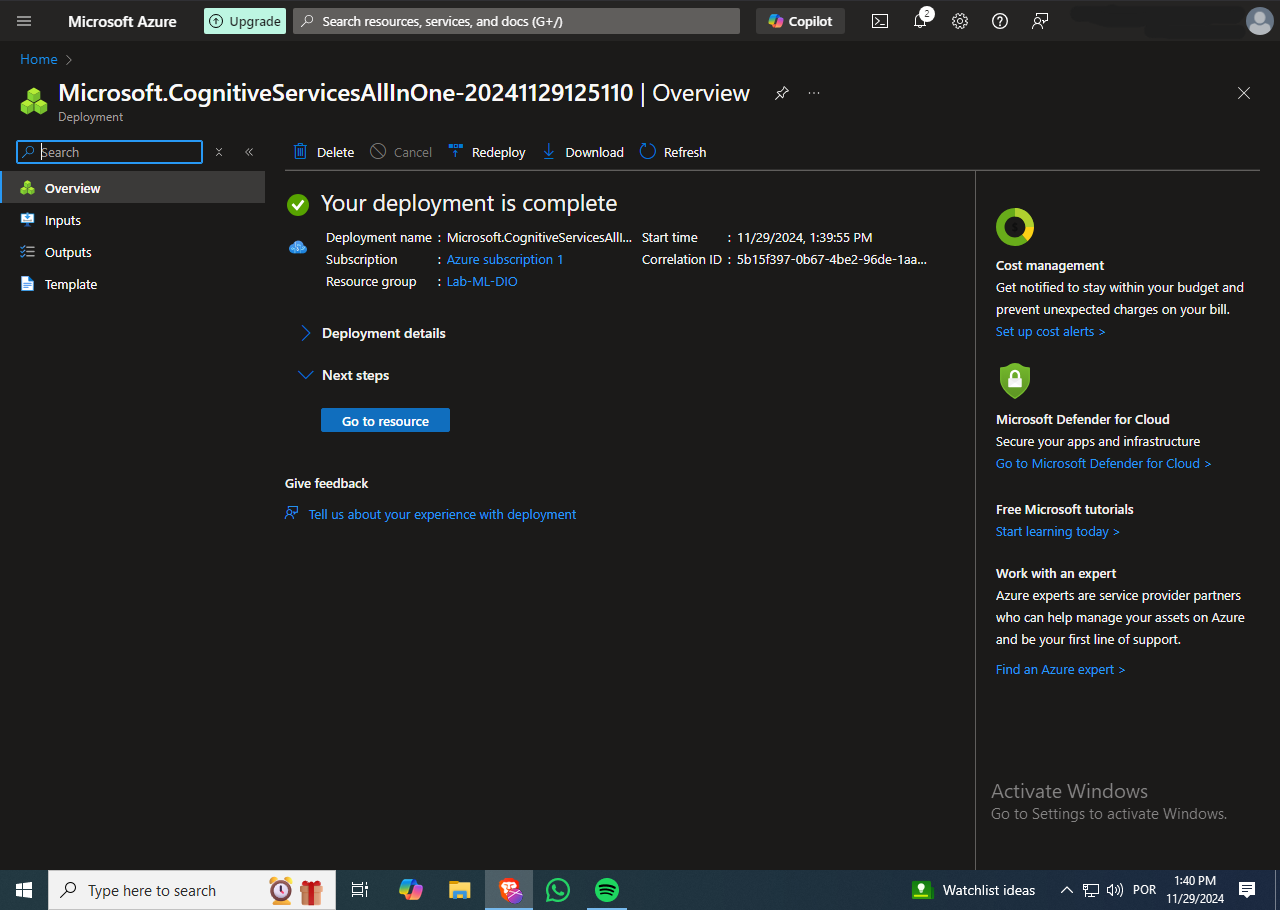 Microsoft Azure
Upgrade
Search resources, services, and docs (G+/)
Copilot
2
Home
Microsoft.CognitiveServicesAllInOne-20241129125110 | Overview
Deployment
Search
Delete
Cancel
Redeploy
Download
Refresh
Overview
Inputs
Outputs
Template
Your deployment is complete
Deployment name : Microsoft.CognitiveServicesAllI...
Start time : 11/29/2024, 1:39:55 PM
Subscription : Azure subscription 1
Correlation ID : 5b15f397-0b67-4be2-96de-1aa...
Resource group : Lab-ML-DIO
Deployment details
Next steps
Go to resource
Give feedback
Tell us about your experience with deployment
Cost management
Get notified to stay within your budget and
prevent unexpected charges on your bill.
Set up cost alerts >
Microsoft Defender for Cloud
Secure your apps and infrastructure
Go to Microsoft Defender for Cloud >
Free Microsoft tutorials
Start learning today >
Work with an expert
Azure experts are service provider partners
who can help manage your assets on Azure
and be your first line of support.
Find an Azure expert >
Activate Windows
Go to Settings to activate Windows.
Type here to search
Watchlist ideas
POR
1:40 PM
11/29/2024